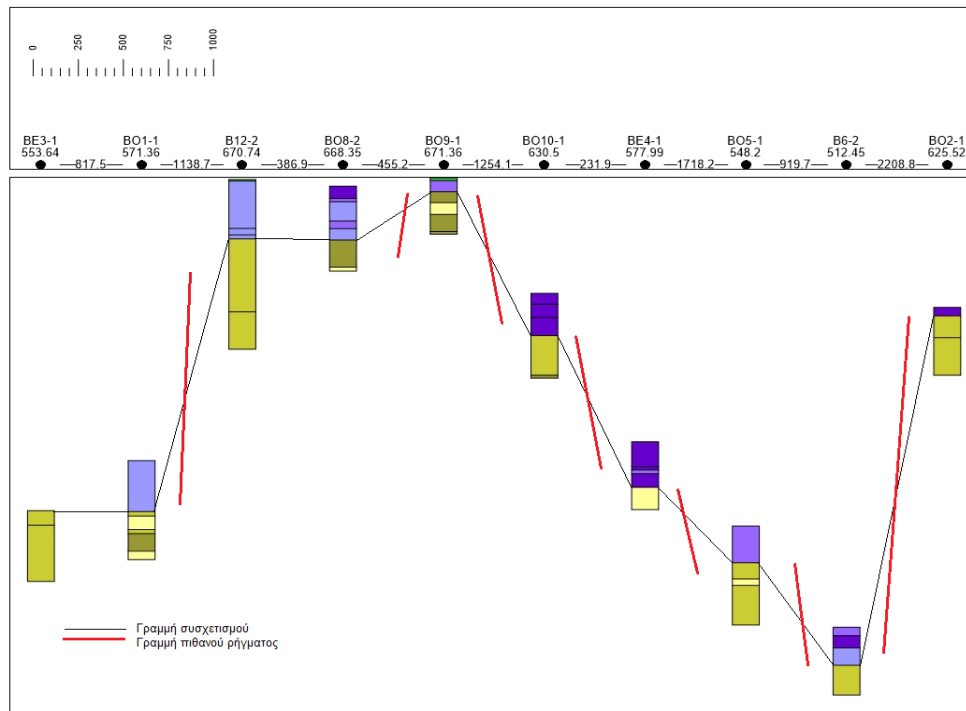 0 250 500 750 1000
BE3-1 BO1-1 B12-2 BO8-2 BO9-1 BO10-1 BE4-1 BO5-1 B6-2 BO2-1
553.64 571.36 670.74 668.35 671.36 630.5 577.99 548.2 512.45 625.52
817.5 1138.7 386.9 455.2 1254.1 231.9 1718.2 919.7 2208.8
Γραμμή συσχετισμού
Γραμμή πιθανού ρήγματος